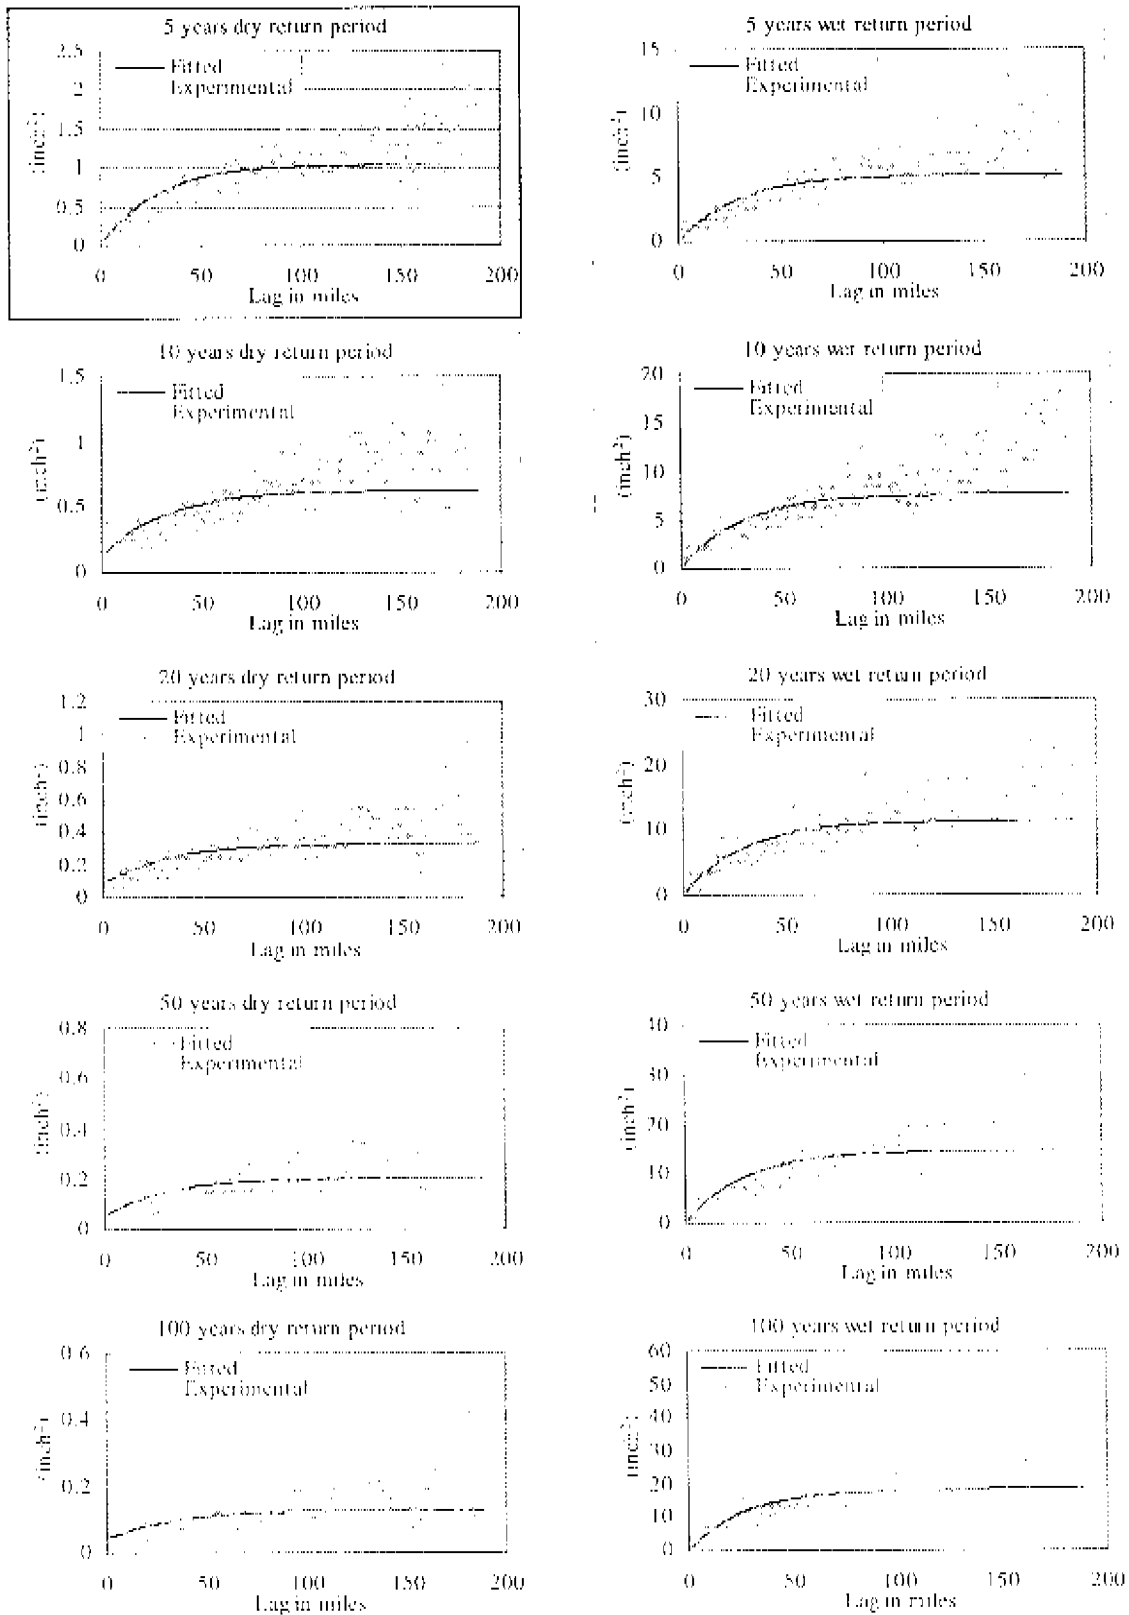 5 years dry return period
2.5
2
1.5
1
0.5
0
Fitted
Experimental
(inch²)
0 50 100 150 200
Lag in miles
5 years wet return period
15
10
5
0
Fitted
Experimental
(inch²)
0 50 100 150 200
Lag in miles
10 years dry return period
1.5
1
0.5
0
Fitted
Experimental
(inch²)
0 50 100 150 200
Lag in miles
10 years wet return period
20
15
10
5
0
Fitted
Experimental
(inch²)
0 50 100 150 200
Lag in miles
20 years dry return period
1.2
1
0.8
0.6
0.4
0.2
0
Fitted
Experimental
(inch²)
0 50 100 150 200
Lag in miles
20 years wet return period
30
20
10
0
Fitted
Experimental
(inch²)
0 50 100 150 200
Lag in miles
50 years dry return period
0.8
0.6
0.4
0.2
0
Fitted
Experimental
(inch²)
0 50 100 150 200
Lag in miles
50 years wet return period
40
30
20
10
0
Fitted
Experimental
(inch²)
0 50 100 150 200
Lag in miles
100 years dry return period
0.6
0.4
0.2
0
Fitted
Experimental
(inch²)
0 50 100 150 200
Lag in miles
100 years wet return period
60
50
40
30
20
10
0
Fitted
Experimental
(inch²)
0 50 100 150 200
Lag in miles